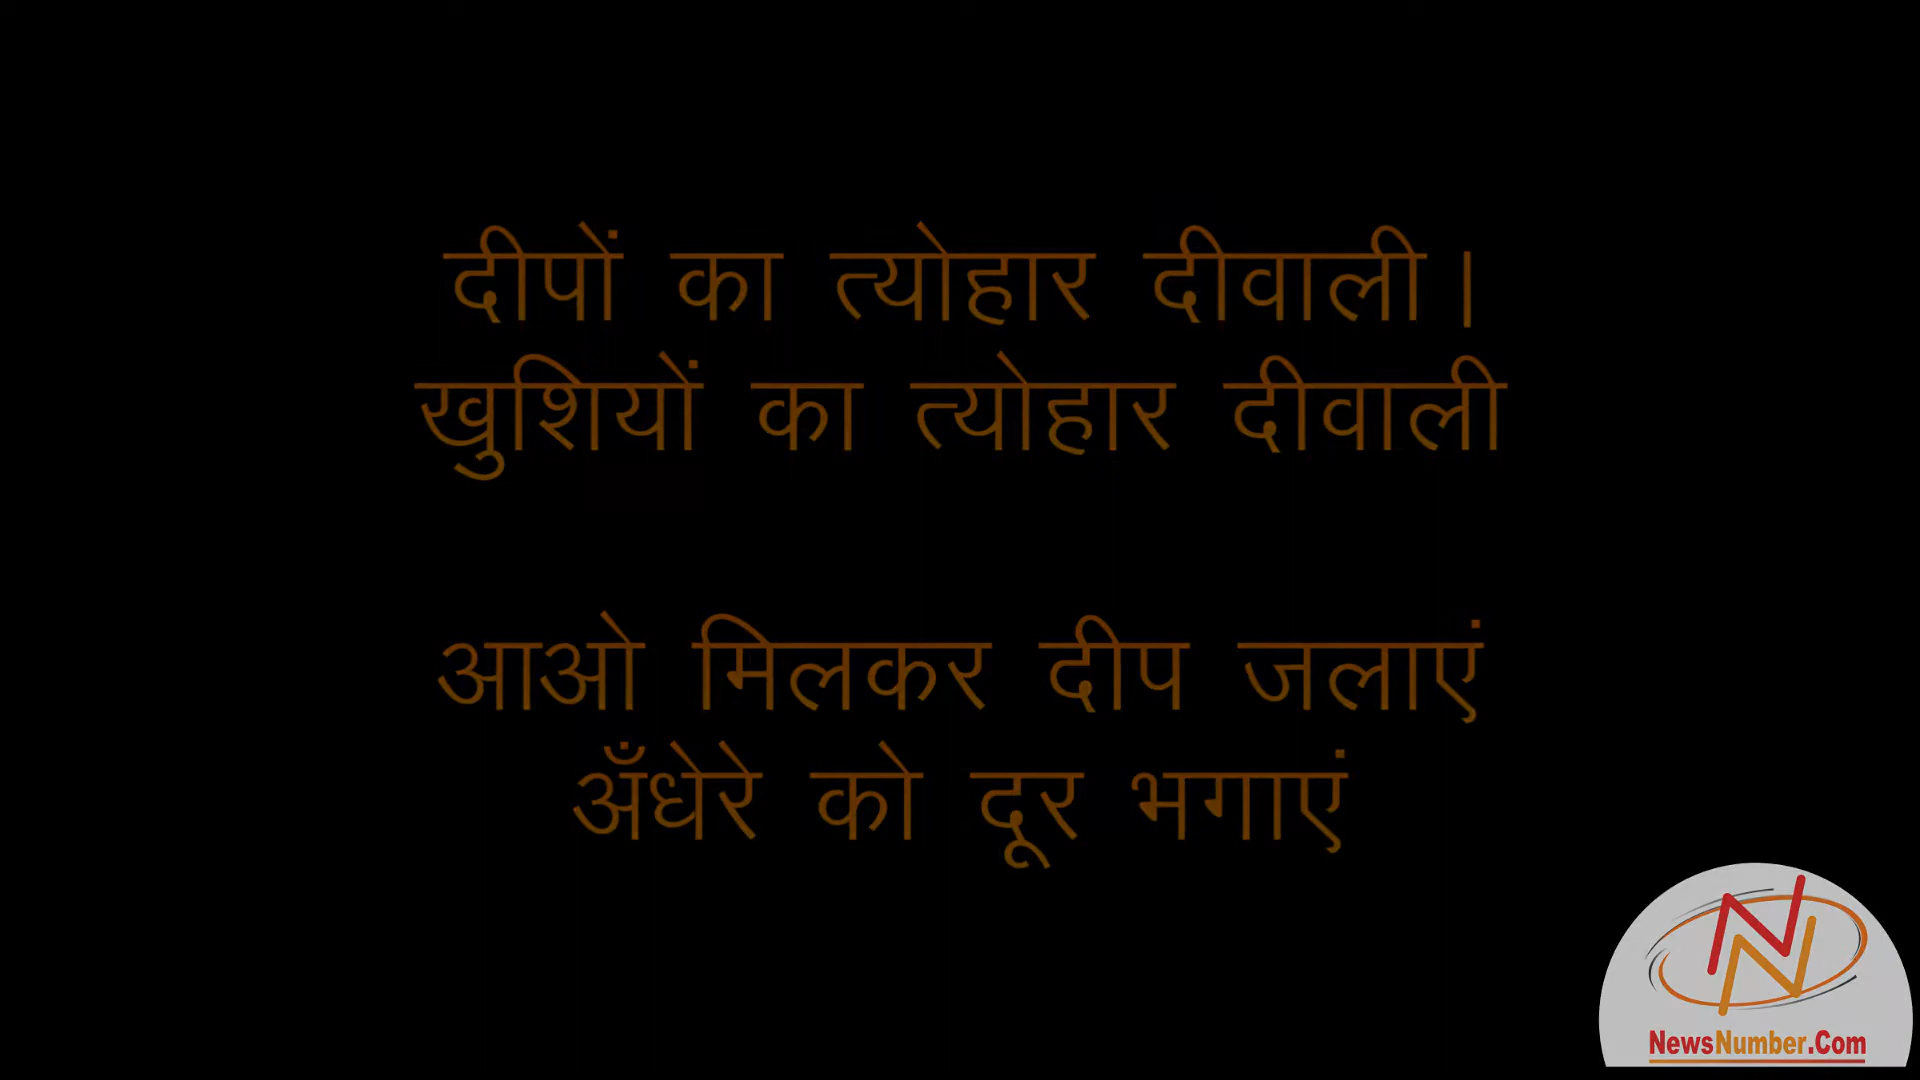 दीपों का त्योहार दीवाली।
खुशियों का त्योहार दीवाली
आओ मिलकर दीप जलाएं
अँधेरे को दूर भगाएं
NewsNumber.Com